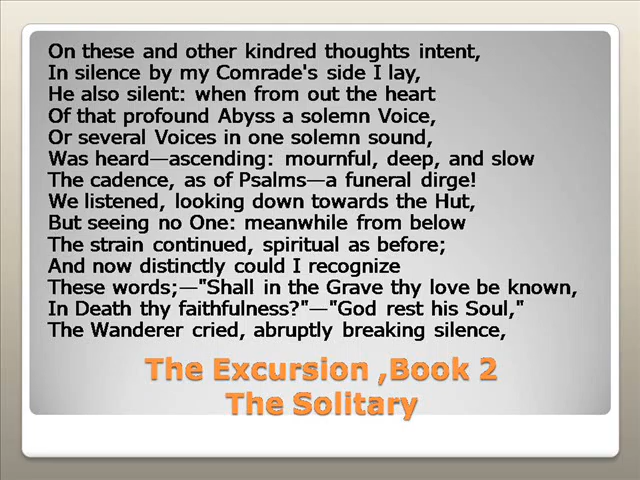 On these and other kindred thoughts intent,
In silence by my Comrade's side I lay,
He also silent: when from out the heart
Of that profound Abyss a solemn Voice,
Or several Voices in one solemn sound,
Was heard—ascending: mournful, deep, and slow
The cadence, as of Psalms—a funeral dirge!
We listened, looking down towards the Hut,
But seeing no One: meanwhile from below
The strain continued, spiritual as before;
And now distinctly could I recognize
These words;—"Shall in the Grave thy love be known,
In Death thy faithfulness?"—"God rest his Soul,"
The Wanderer cried, abruptly breaking silence,
The Excursion ,Book 2
The Solitary